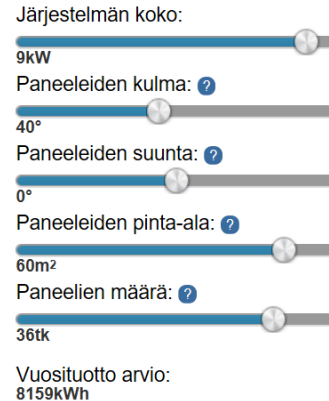 Järjestelmän koko:
9kW
Paneeleiden kulma: ?
40°
Paneeleiden suunta: ?
0°
Paneeleiden pinta-ala: ?
60m²
Paneelien määrä: ?
36tk
Vuosituotto arvio:
8159kWh